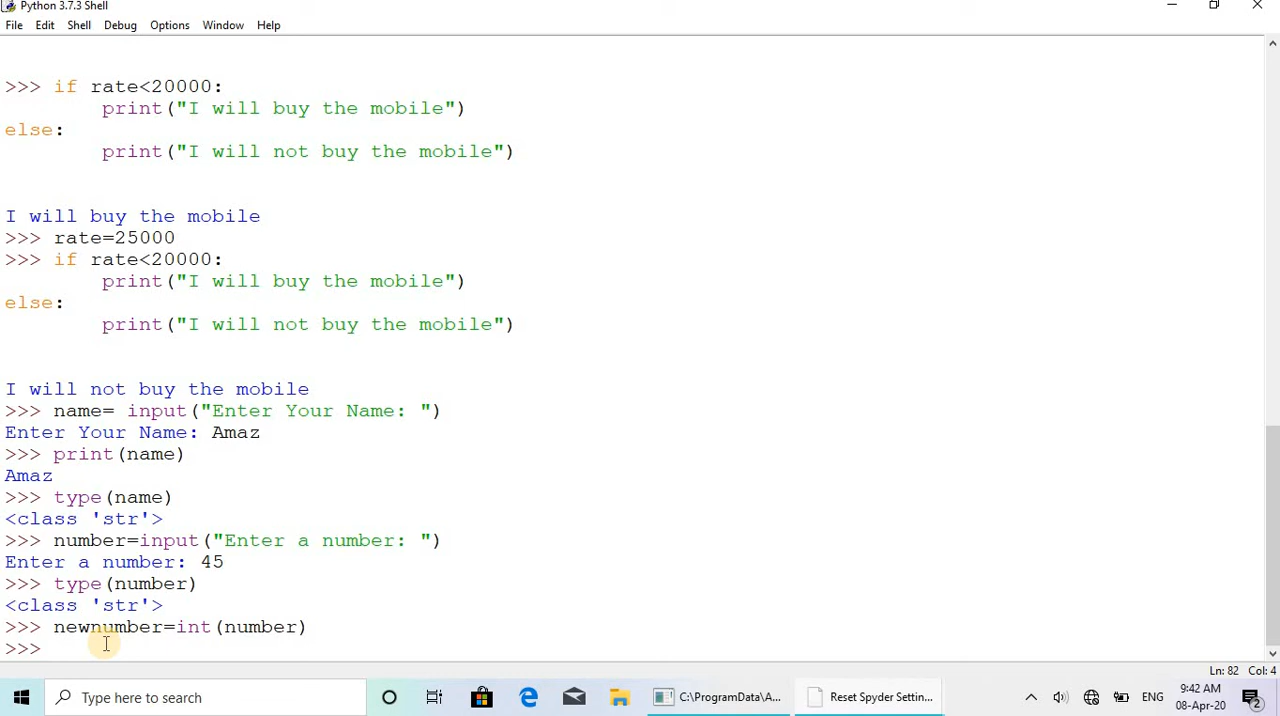 Python 3.7.3 Shell
File Edit Shell Debug Options Window Help
>>> if rate<20000:
print("I will buy the mobile")
else:
print("I will not buy the mobile")
I will buy the mobile
>>> rate=25000
>>> if rate<20000:
print("I will buy the mobile")
else:
print("I will not buy the mobile")
I will not buy the mobile
>>> name= input("Enter Your Name: ")
Enter Your Name: Amaz
>>> print(name)
Amaz
>>> type(name)
<class 'str'>
>>> number=input("Enter a number: ")
Enter a number: 45
>>> type(number)
<class 'str'>
>>> newnumber=int(number)
>>>
Ln: 82 Col: 4
Type here to search C:\ProgramData\A... Reset Spyder Settin... ENG 9:42 AM
08-Apr-20 2